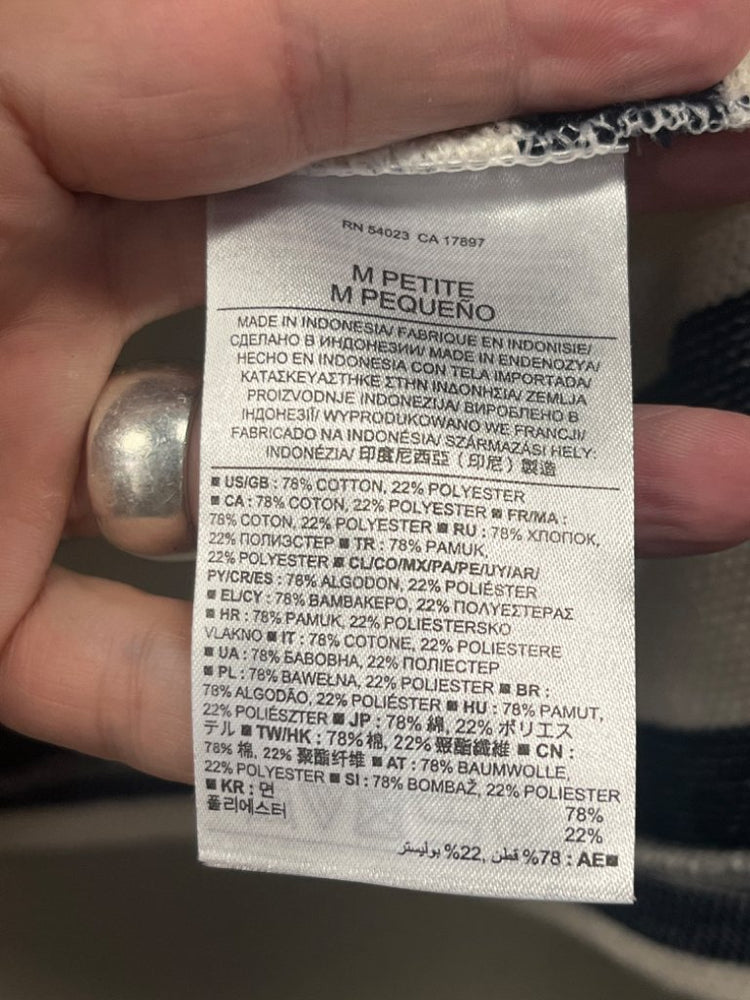 RN 54023 CA 17897
M PETITE
M PEQUEÑO
MADE IN INDONESIA/ FABRIQUE EN INDONISIE/
СДЕЛАНО В ИНДОНЕЗИИ/ MADE IN ENDENOZYA/
HECHO EN INDONESIA CON TELA IMPORTADA/
ΚΑΤΑΣΚΕΥΑΣΤΗΚΕ ΣΤΗΝ ΙΝΔΟΝΗΣΙΑ/ ZEMLJA
PROIZVODNJE INDONEZIJA/ ВИРОБЛЕНО В
ІНДОНЕЗІЇ/ WYPRODUKOWANO WE FRANCJI/
FABRICADO NA INDONÉSIA/ SZÁRMAZÁSI HELY:
INDONÉZIA/ 印度尼西亞（印尼）製造
■ US/GB : 78% COTTON, 22% POLYESTER
■ CA : 78% COTON, 22% POLYESTER ■ FR/MA :
78% COTON, 22% POLYESTER ■ RU : 78% ХЛОПОК,
22% ПОЛИЭСТЕР ■ TR : 78% PAMUK,
22% POLYESTER ■ CL/CO/MX/PA/PE/UY/AR/
PY/CR/ES : 78% ALGODON, 22% POLIÉSTER
■ EL/CY : 78% ΒΑΜΒΑΚΕΡΟ, 22% ΠΟΛΥΕΣΤΕΡΑΣ
■ HR : 78% PAMUK, 22% POLIESTERSKO
VLAKNO ■ IT : 78% COTONE, 22% POLIESTERE
■ UA : 78% БАВОВНА, 22% ПОЛІЕСТЕР
■ PL : 78% BAWEŁNA, 22% POLIESTER ■ BR :
78% ALGODÃO, 22% POLIÉSTER ■ HU : 78% PAMUT,
22% POLIÉSZTER ■ JP : 78% 綿, 22% ポリエス
テル ■ TW/HK : 78% 棉, 22% 聚酯纖維 ■ CN :
78% 棉, 22% 聚酯纤维 ■ AT : 78% BAUMWOLLE,
22% POLYESTER ■ SI : 78% BOMBAŽ, 22% POLIESTER
■ KR : 면 78%
폴리에스터 22%
■AE : 78% قطن, 22% بوليستر